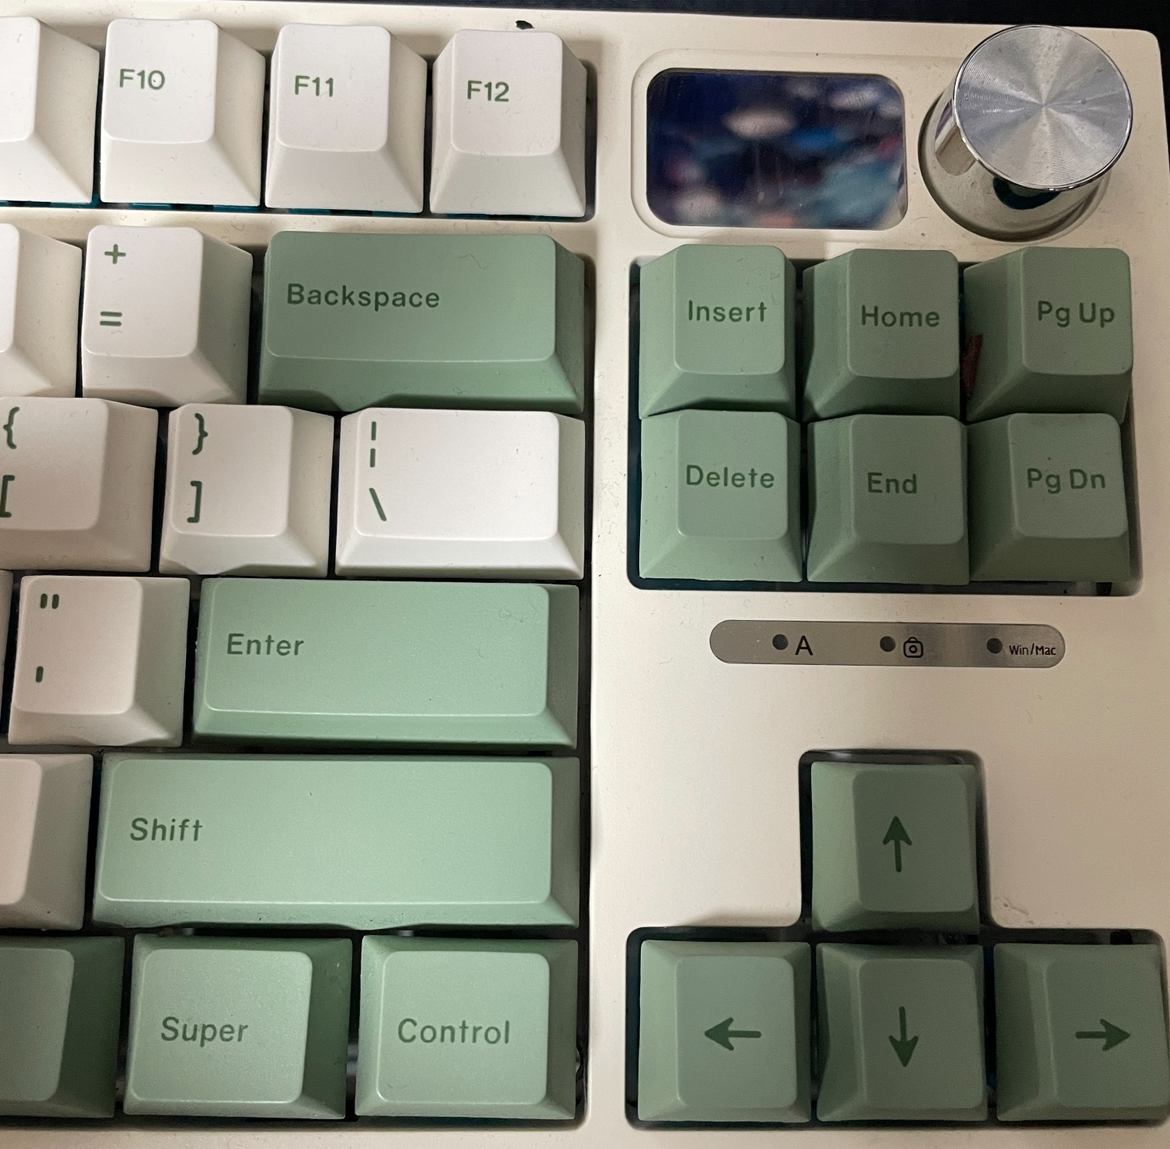 F10
F11
F12
+
=
Backspace
Insert
Home
Pg Up
{
[
}
]
¦
\
Delete
End
Pg Dn
"
'
Enter
A
Win/Mac
Shift
↑
Super
Control
←
↓
→